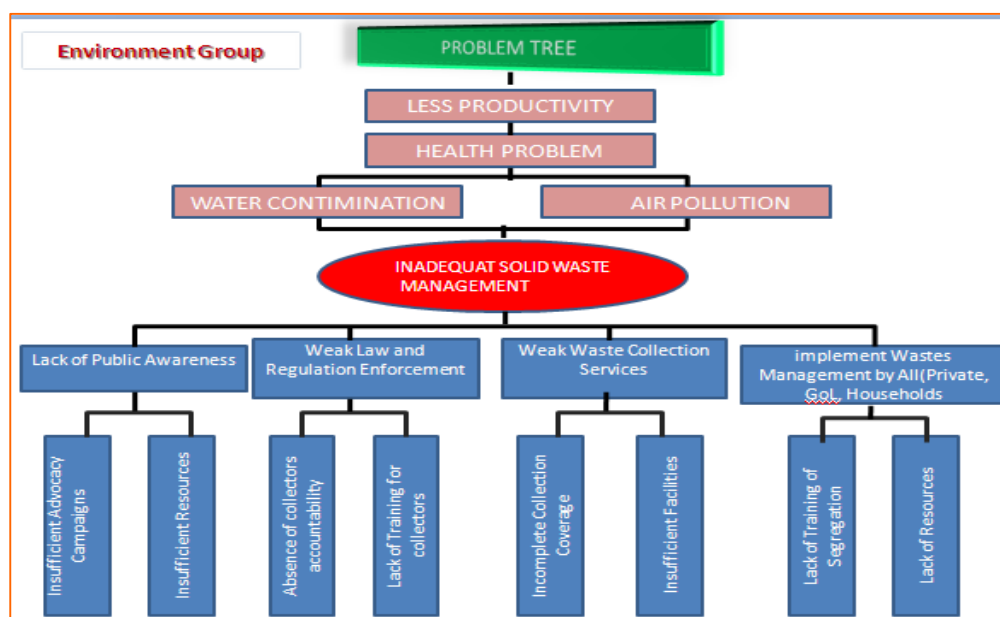 Environment Group
PROBLEM TREE
LESS PRODUCTIVITY
HEALTH PROBLEM
WATER CONTIMINATION
AIR POLLUTION
INADEQUAT SOLID WASTE
MANAGEMENT
Lack of Public Awareness
Weak Law and
Regulation Enforcement
Weak Waste Collection
Services
implement Wastes
Management by All(Private,
GoL, Households
Insufficient Advocacy
Campaigns
Insufficient Resources
Absence of collectors
accountability
Lack of Training for
collectors
Incomplete Collection
Coverage
Insufficient Facilities
Lack of Training of
Segregation
Lack of Resources